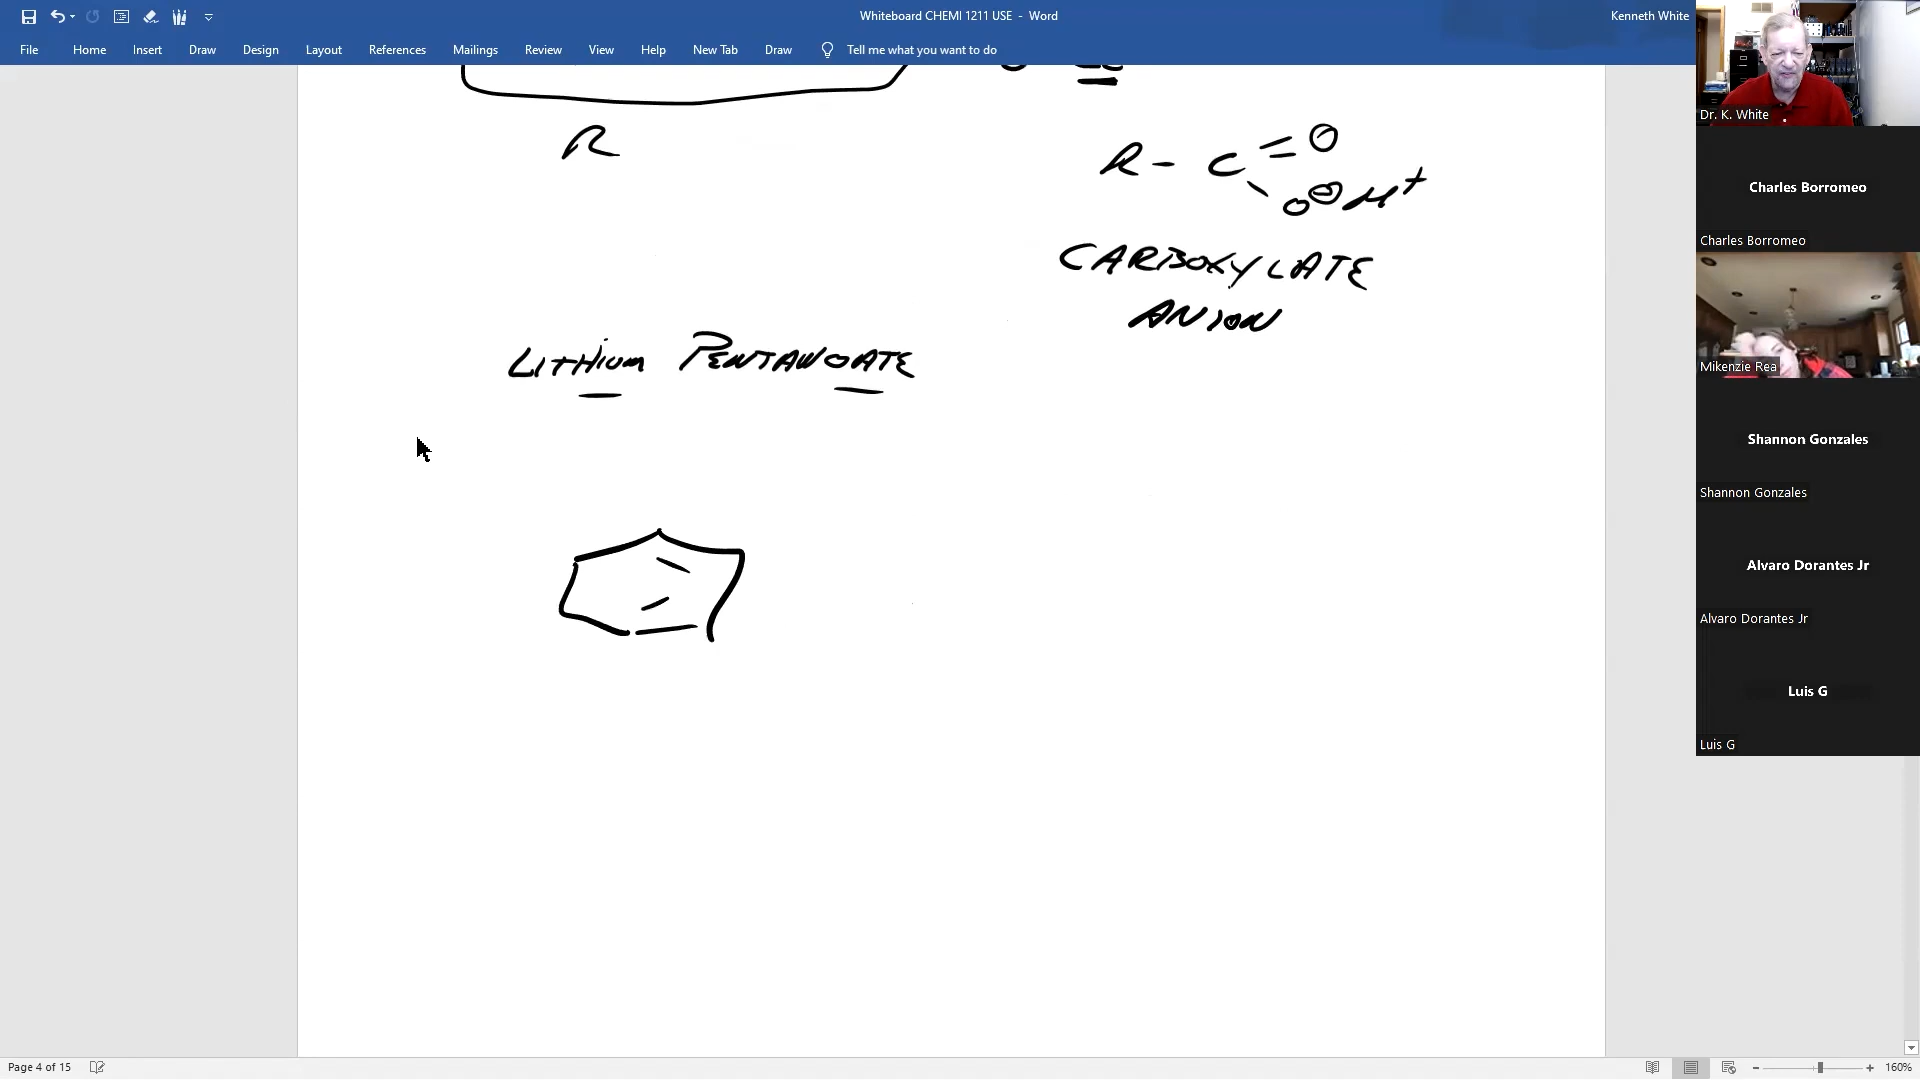 Whiteboard CHEMI 1211 USE - Word
Kenneth White
File Home Insert Draw Design Layout References Mailings Review View Help New Tab Draw Tell me what you want to do
Dr. K. White
R
R - C = O
O⊖ M+
CARBOXYLATE
ANION
LITHIUM PENTANOATE
Charles Borromeo
Charles Borromeo
Mikenzie Rea
Shannon Gonzales
Shannon Gonzales
Alvaro Dorantes Jr
Alvaro Dorantes Jr
Luis G
Luis G
Page 4 of 15
160%